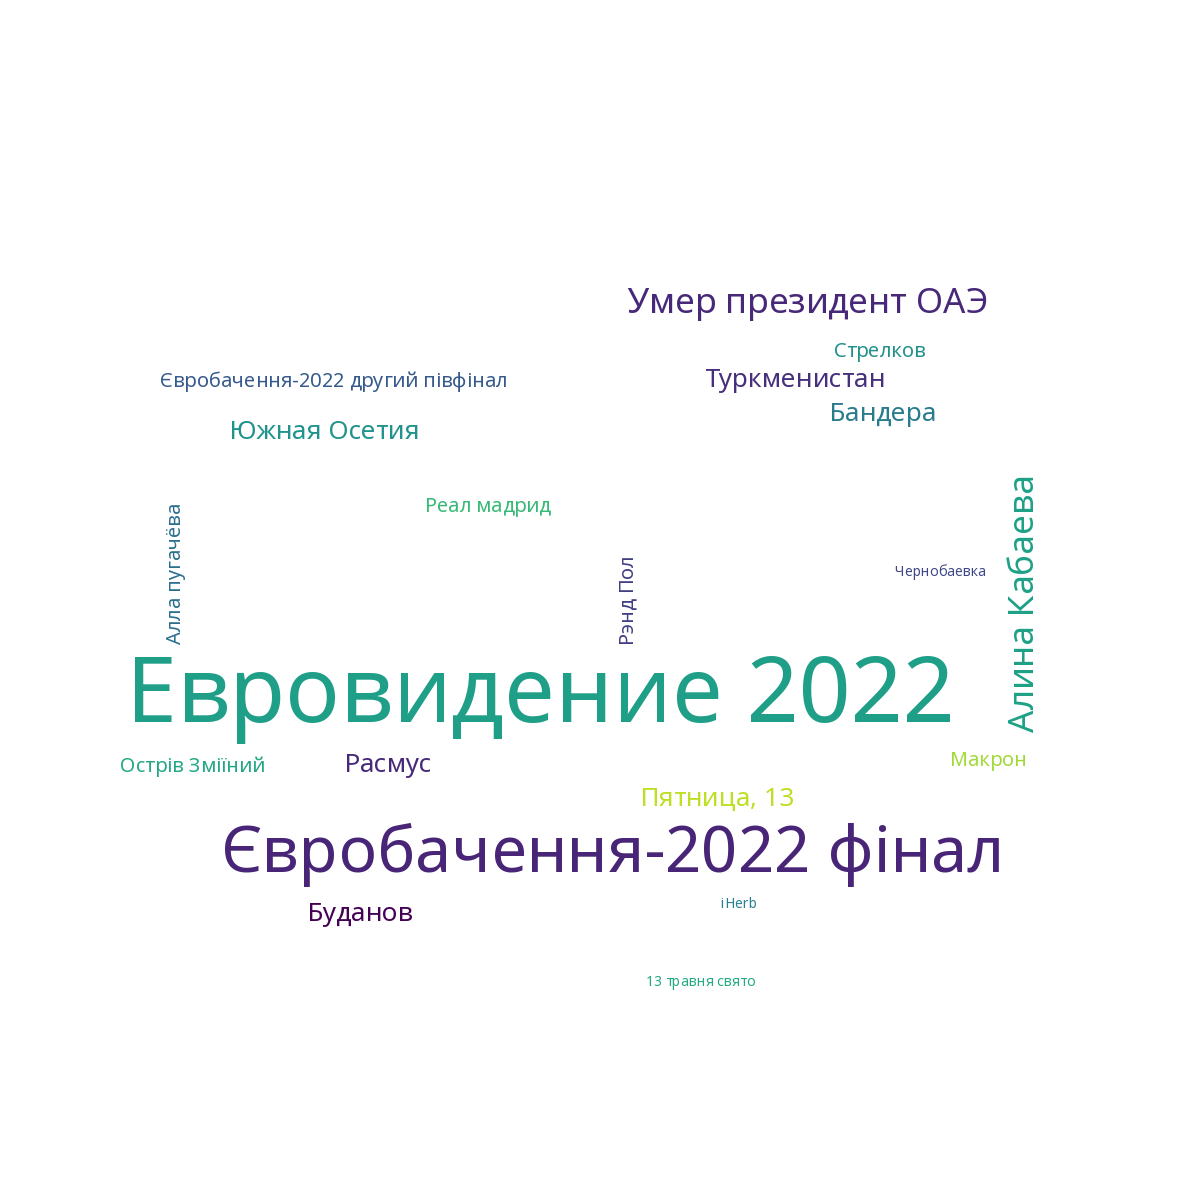 Умер президент ОАЭ
Стрелков
Євробачення-2022 другий півфінал
Туркменистан
Бандера
Южная Осетия
Реал мадрид
Алла пугачёва
Рэнд Пол
Чернобаевка
Алина Кабаева
Евровидение 2022
Острів Зміїний
Расмус
Макрон
Пятница, 13
Євробачення-2022 фінал
Буданов
iHerb
13 травня свято